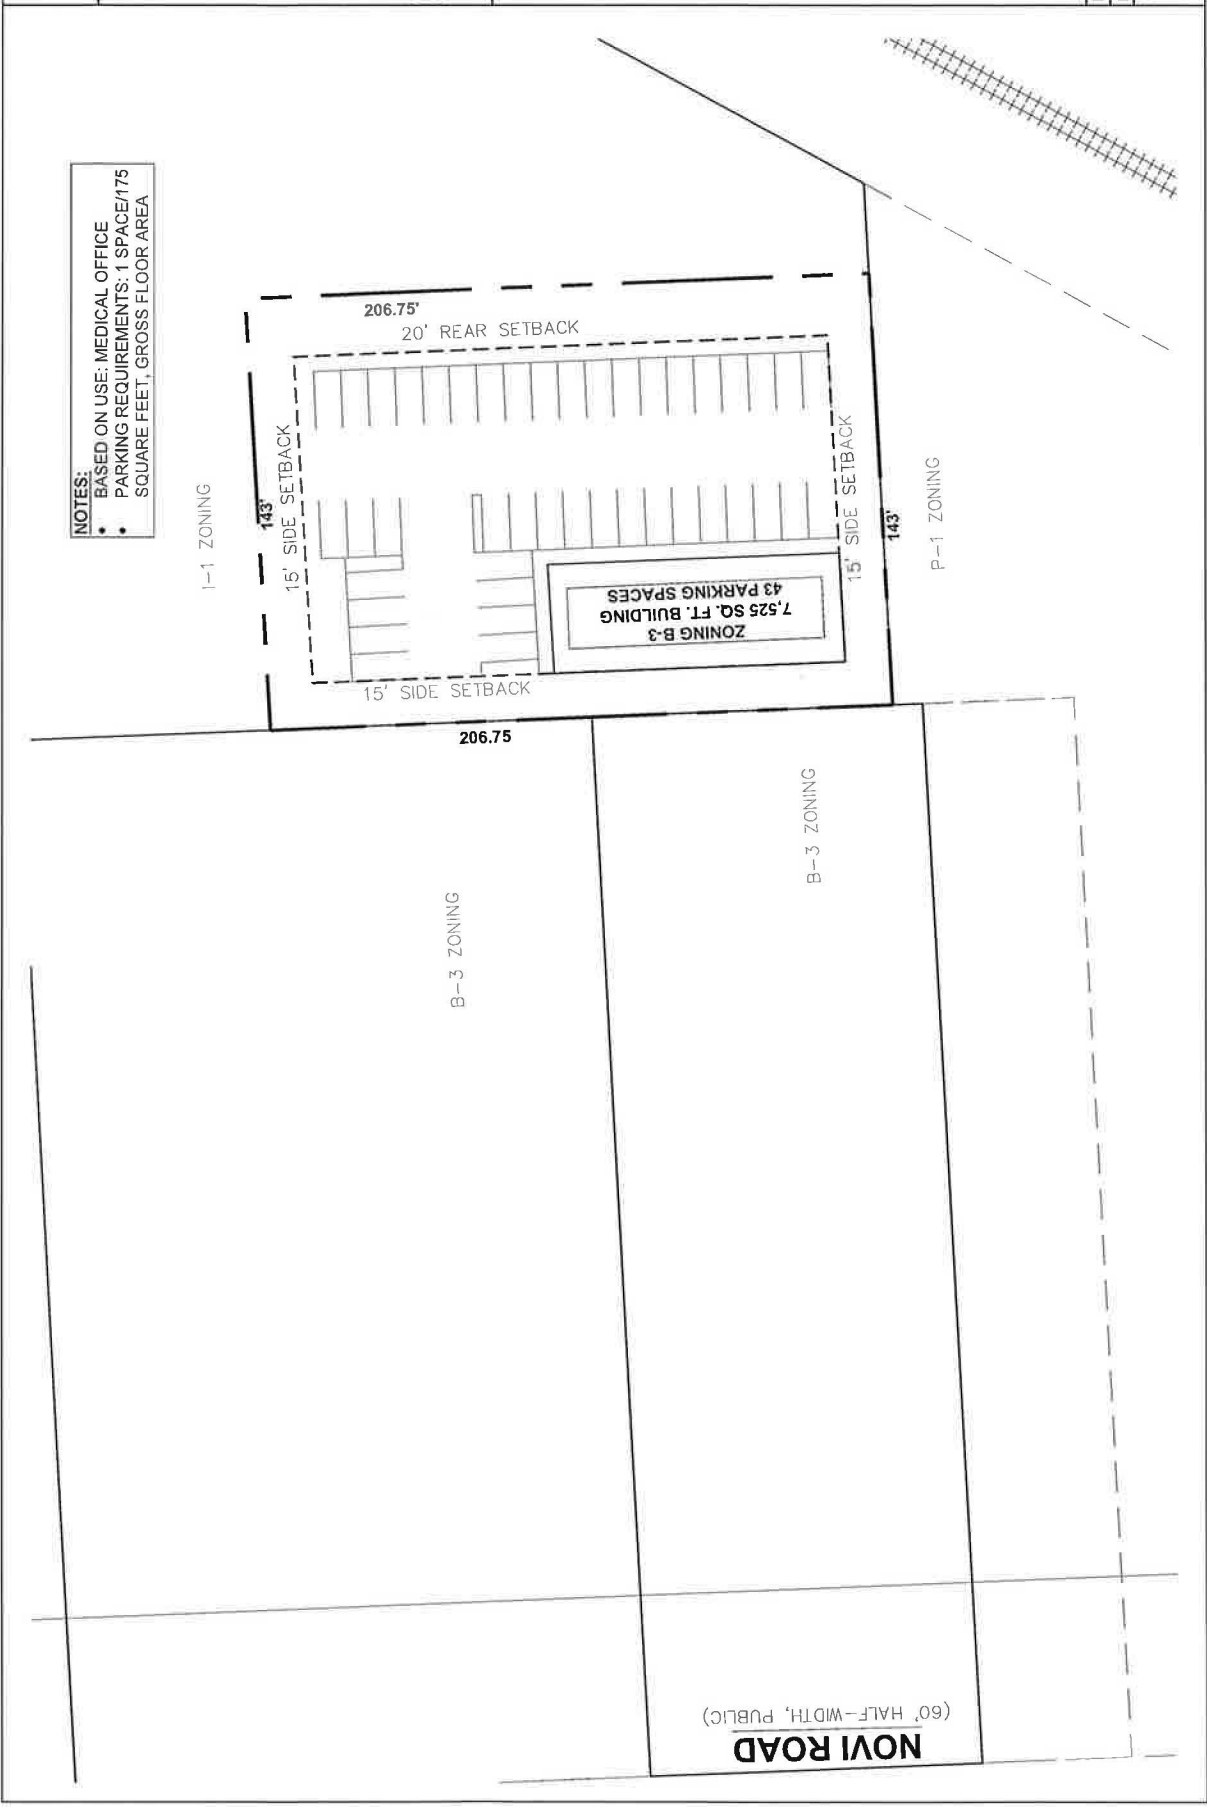 NOTES:
• BASED ON USE: MEDICAL OFFICE
• PARKING REQUIREMENTS: 1 SPACE/175
SQUARE FEET, GROSS FLOOR AREA
I-1 ZONING
143'
15' SIDE SETBACK
206.75'
20' REAR SETBACK
ZONING B-3
7,525 SQ. FT. BUILDING
43 PARKING SPACES
15' SIDE SETBACK
143'
P-1 ZONING
15' SIDE SETBACK
206.75
B-3 ZONING
B-3 ZONING
NOVI ROAD
(60' HALF-WIDTH, PUBLIC)